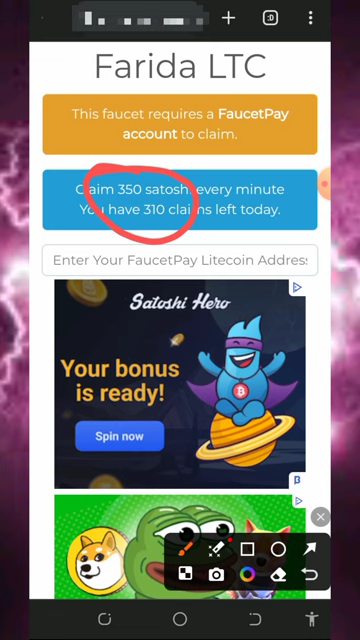 :D
Farida LTC
This faucet requires a FaucetPay
account to claim.
Claim 350 satoshi every minute
You have 310 claims left today.
Enter Your FaucetPay Litecoin Address
Satoshi Hero
Your bonus
is ready!
Spin now